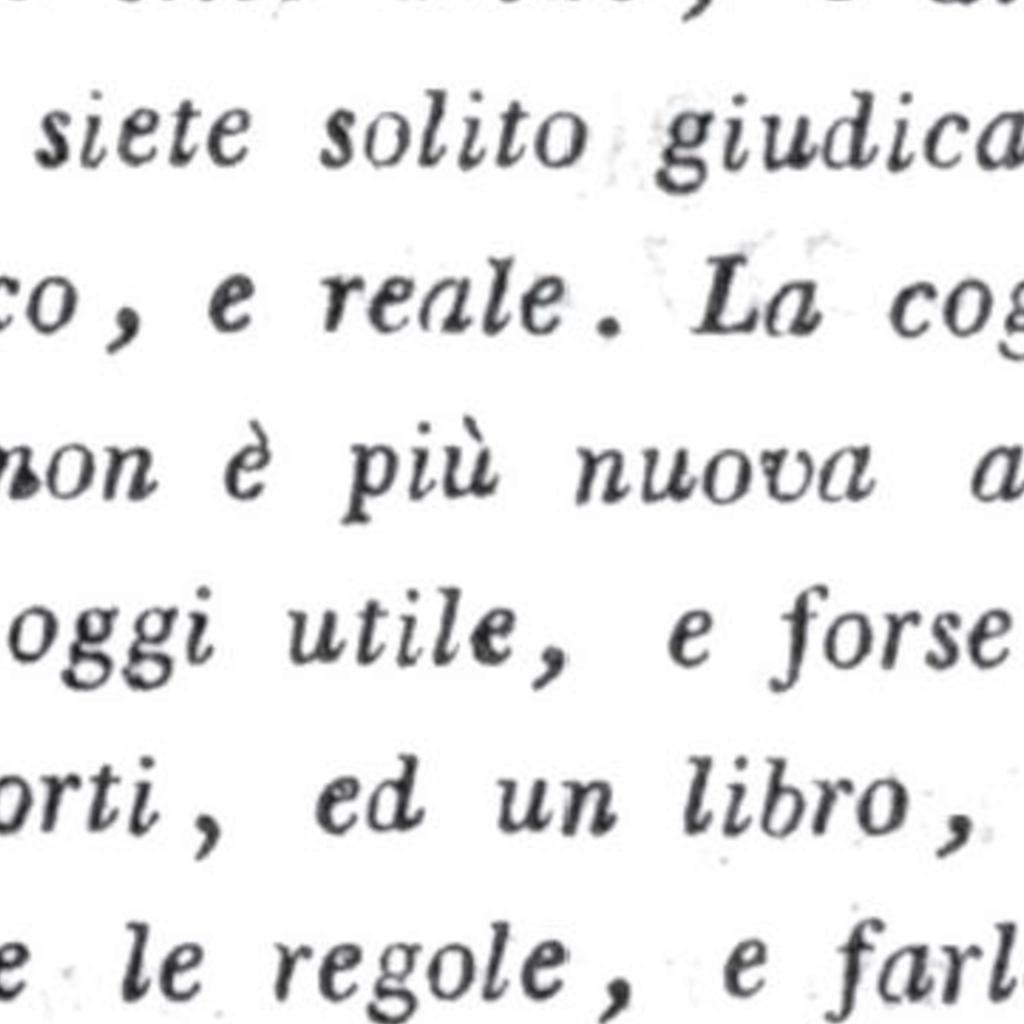 siete solito giudica
co, e reale. La cog
non è più nuova a
oggi utile, e forse
orti, ed un libro,
e le regole, e farl